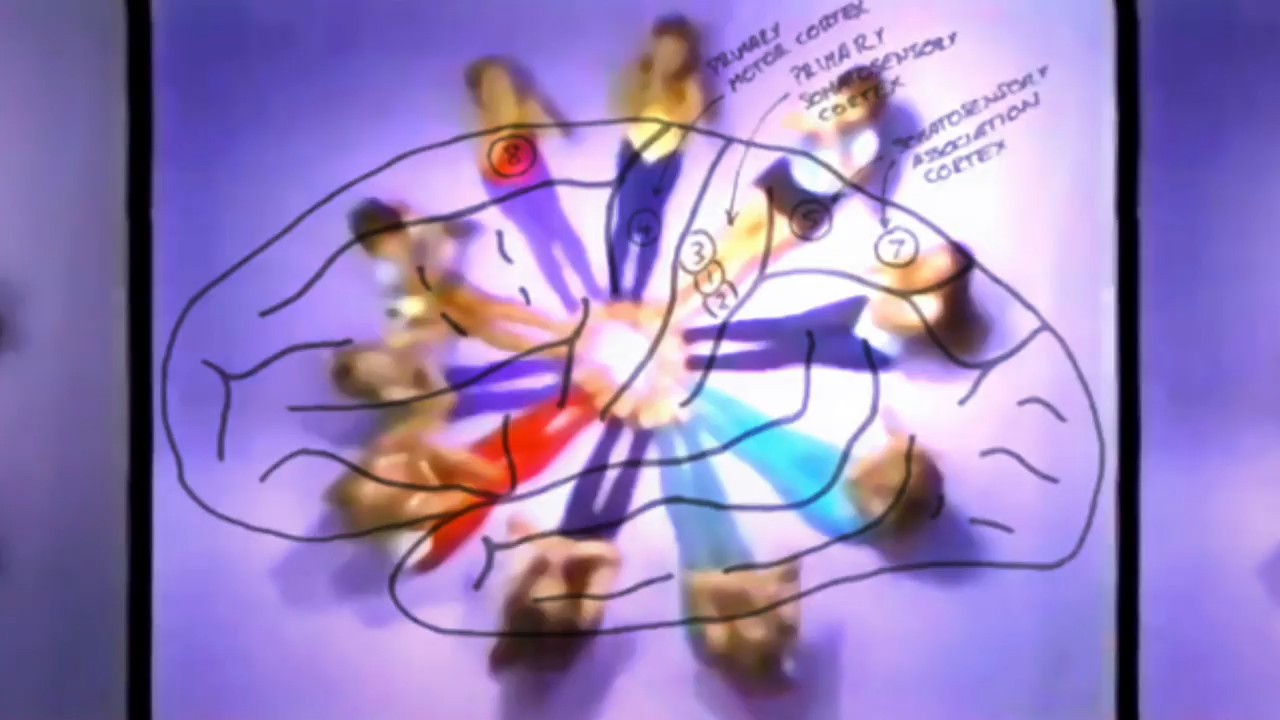 PRIMARY
MOTOR CORTEX
PRIMARY
SOMATOSENSORY
CORTEX
SOMATOSENSORY
ASSOCIATION
CORTEX
8
4
3
1
2
5
7